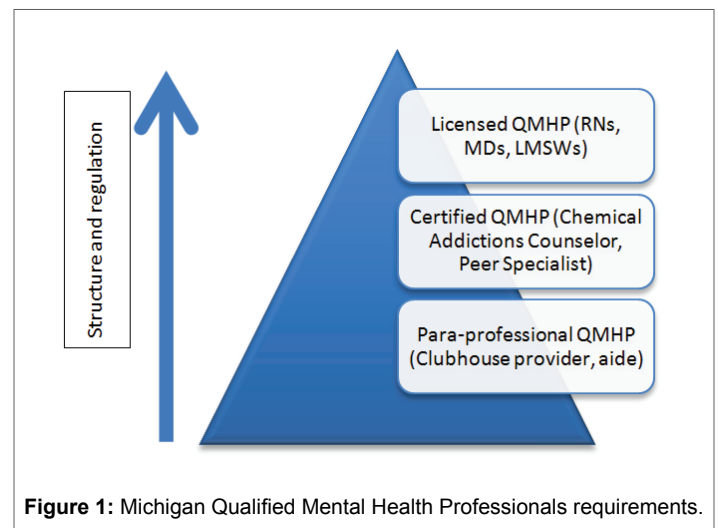 Structure and regulation
Licensed QMHP (RNs,
MDs, LMSWs)
Certified QMHP (Chemical
Addictions Counselor,
Peer Specialist)
Para-professional QMHP
(Clubhouse provider, aide)
Figure 1: Michigan Qualified Mental Health Professionals requirements.